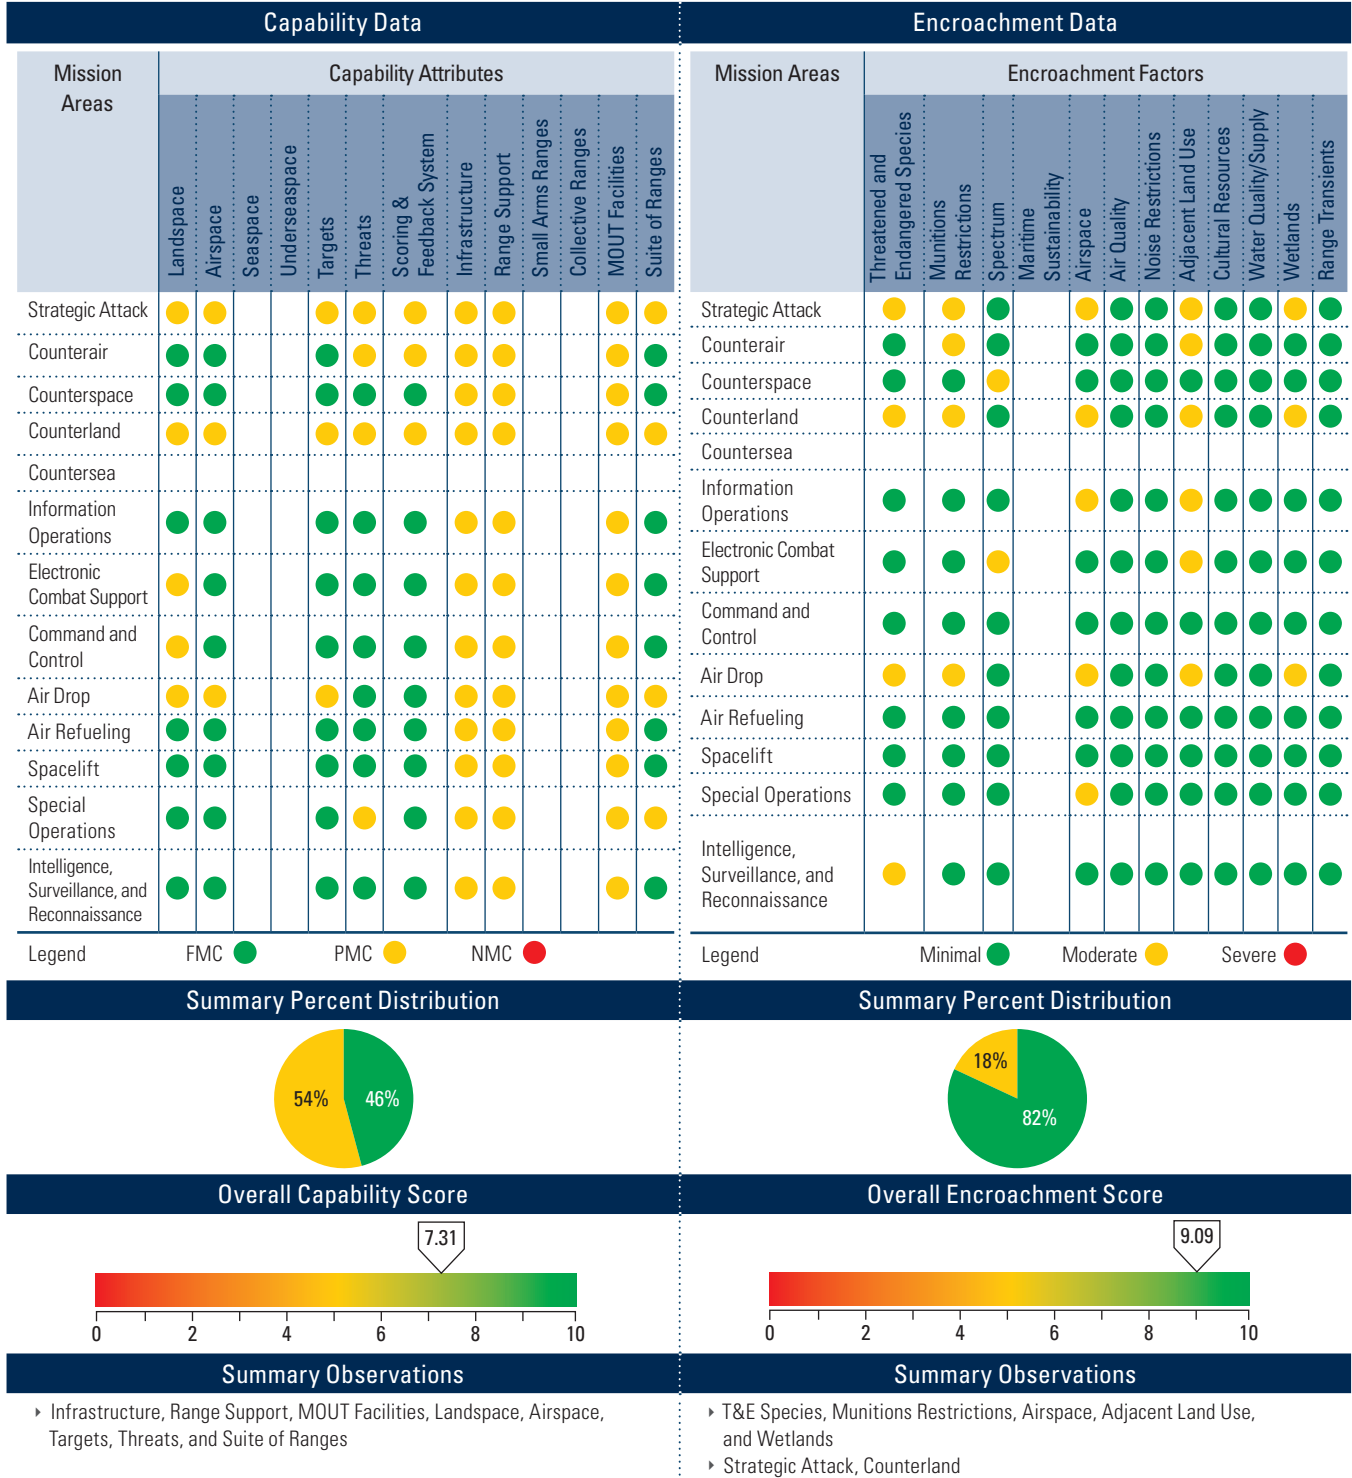 Capability Data
Mission
Areas
Capability Attributes
Landspace
Airspace
Seaspace
Underseaspace
Targets
Threats
Scoring &
Feedback System
Infrastructure
Range Support
Small Arms Ranges
Collective Ranges
MOUT Facilities
Suite of Ranges
Strategic Attack
Counterair
Counterspace
Counterland
Countersea
Information
Operations
Electronic
Combat Support
Command and
Control
Air Drop
Air Refueling
Spacelift
Special
Operations
Intelligence,
Surveillance, and
Reconnaissance
Legend
FMC
PMC
NMC
Summary Percent Distribution
54%
46%
Overall Capability Score
7.31
0 2 4 6 8 10
Summary Observations
‣ Infrastructure, Range Support, MOUT Facilities, Landspace, Airspace,
Targets, Threats, and Suite of Ranges
Encroachment Data
Mission Areas
Encroachment Factors
Threatened and
Endangered Species
Munitions
Restrictions
Spectrum
Maritime
Sustainability
Airspace
Air Quality
Noise Restrictions
Adjacent Land Use
Cultural Resources
Water Quality/Supply
Wetlands
Range Transients
Strategic Attack
Counterair
Counterspace
Counterland
Countersea
Information
Operations
Electronic Combat
Support
Command and
Control
Air Drop
Air Refueling
Spacelift
Special Operations
Intelligence,
Surveillance, and
Reconnaissance
Legend
Minimal
Moderate
Severe
Summary Percent Distribution
18%
82%
Overall Encroachment Score
9.09
0 2 4 6 8 10
Summary Observations
‣ T&E Species, Munitions Restrictions, Airspace, Adjacent Land Use,
and Wetlands
‣ Strategic Attack, Counterland